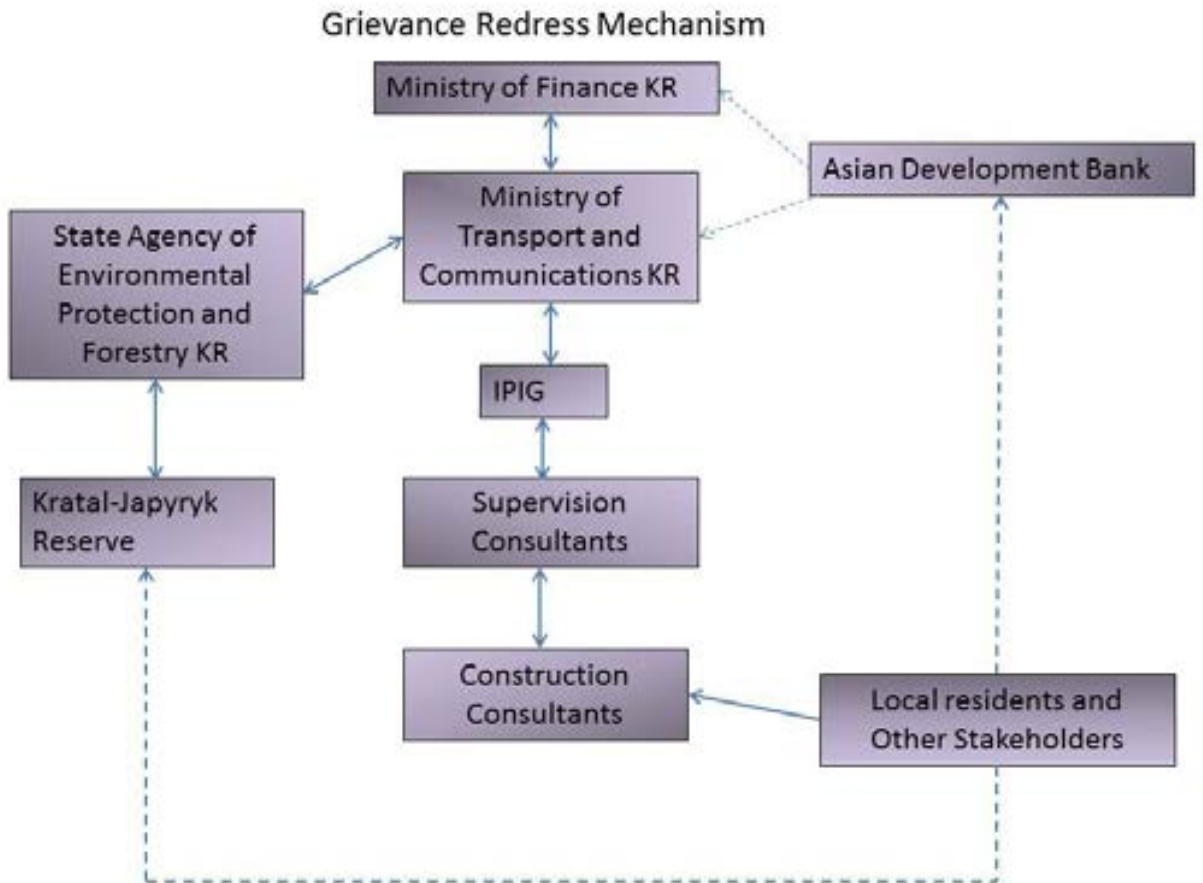 Grievance Redress Mechanism
Ministry of Finance KR
Asian Development Bank
Ministry of
Transport and
Communications KR
State Agency of
Environmental
Protection and
Forestry KR
IPIG
Kratal-Japyryk
Reserve
Supervision
Consultants
Construction
Consultants
Local residents and
Other Stakeholders